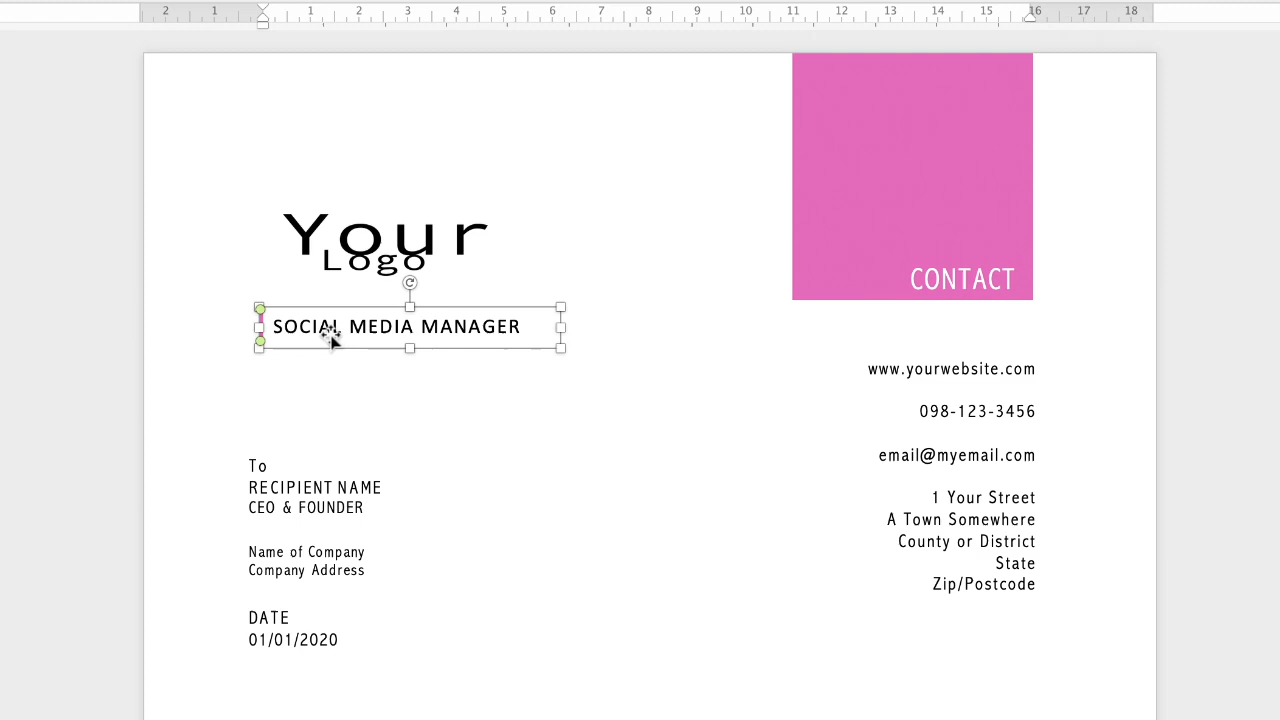 2 1 1 2 3 4 5 6 7 8 9 10 11 12 13 14 15 16 17 18
Your
Logo
SOCIAL MEDIA MANAGER
CONTACT
www.yourwebsite.com
098-123-3456
email@myemail.com
1 Your Street
A Town Somewhere
County or District
State
Zip/Postcode
To
RECIPIENT NAME
CEO & FOUNDER
Name of Company
Company Address
DATE
01/01/2020